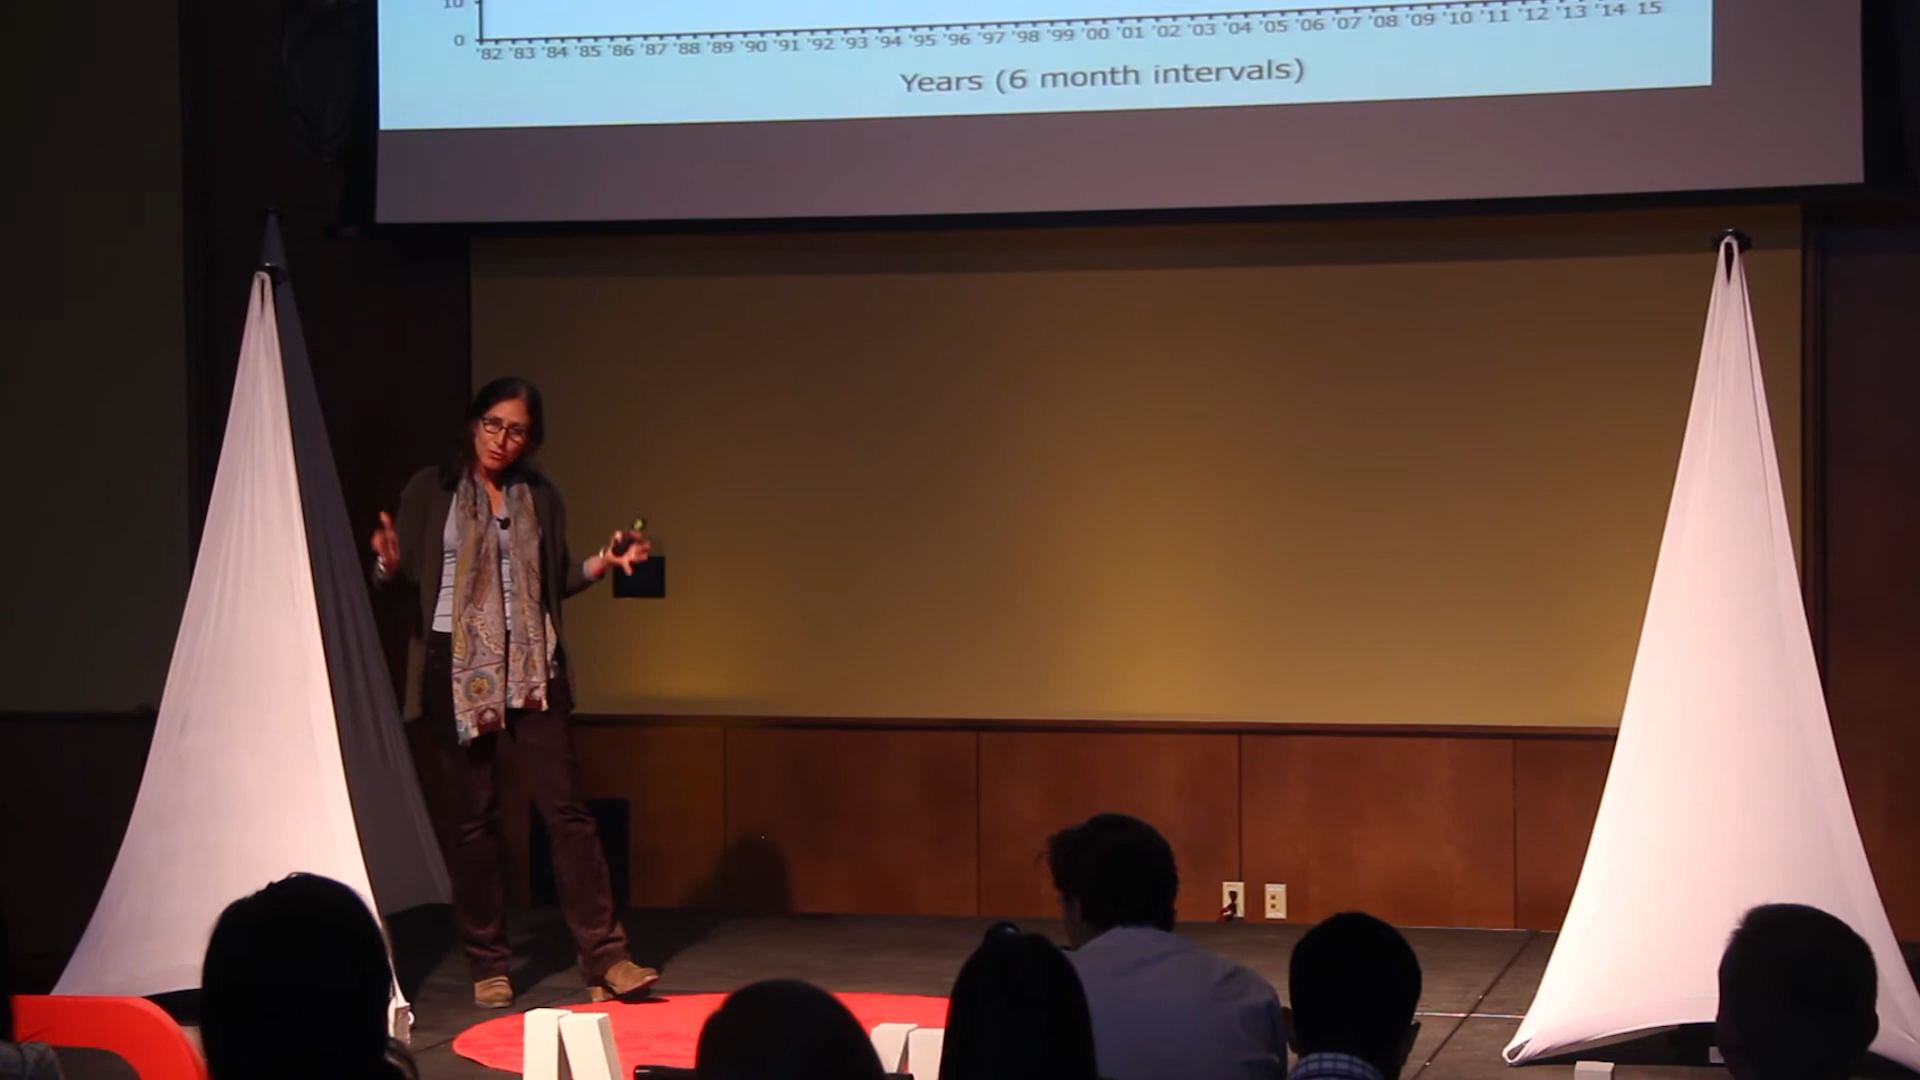 10
0
'82 '83 '84 '85 '86 '87 '88 '89 '90 '91 '92 '93 '94 '95 '96 '97 '98 '99 '00 '01 '02 '03 '04 '05 '06 '07 '08 '09 '10 '11 '12 '13 '14 15
Years (6 month intervals)